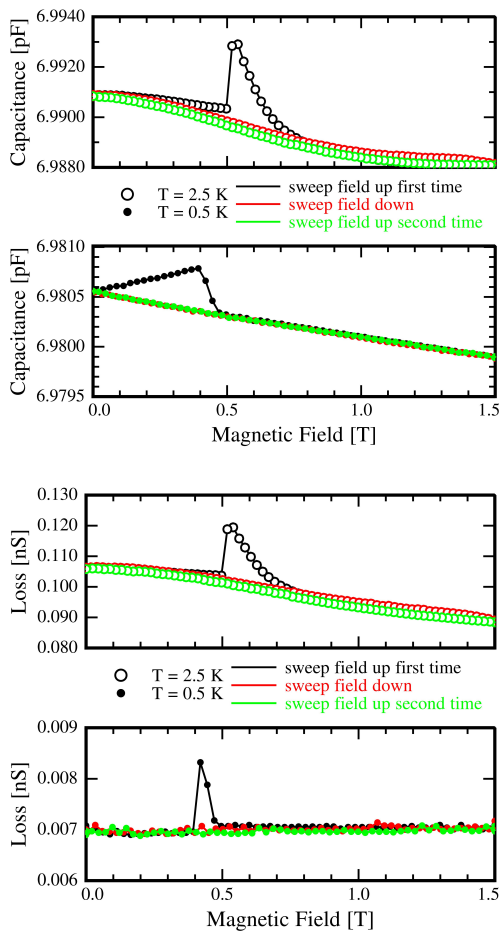 6.9940
6.9920
6.9900
6.9880
Capacitance [pF]
T = 2.5 K
T = 0.5 K
sweep field up first time
sweep field down
sweep field up second time
6.9810
6.9805
6.9800
6.9795
Capacitance [pF]
0.0 0.5 1.0 1.5
Magnetic Field [T]
0.130
0.120
0.110
0.100
0.090
0.080
Loss [nS]
T = 2.5 K
T = 0.5 K
sweep field up first time
sweep field down
sweep field up second time
0.009
0.008
0.007
0.006
Loss [nS]
0.0 0.5 1.0 1.5
Magnetic Field [T]